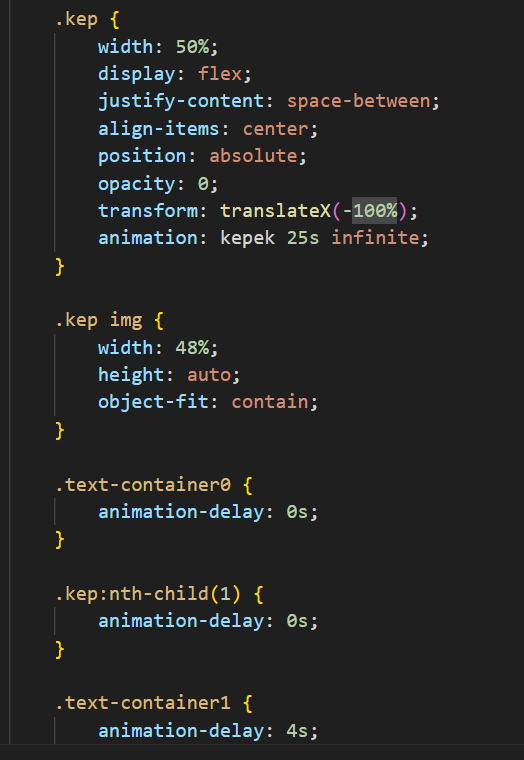 .kep {
width: 50%;
display: flex;
justify-content: space-between;
align-items: center;
position: absolute;
opacity: 0;
transform: translateX(-100%);
animation: kepek 25s infinite;
}
.kep img {
width: 48%;
height: auto;
object-fit: contain;
}
.text-container0 {
animation-delay: 0s;
}
.kep:nth-child(1) {
animation-delay: 0s;
}
.text-container1 {
animation-delay: 4s;